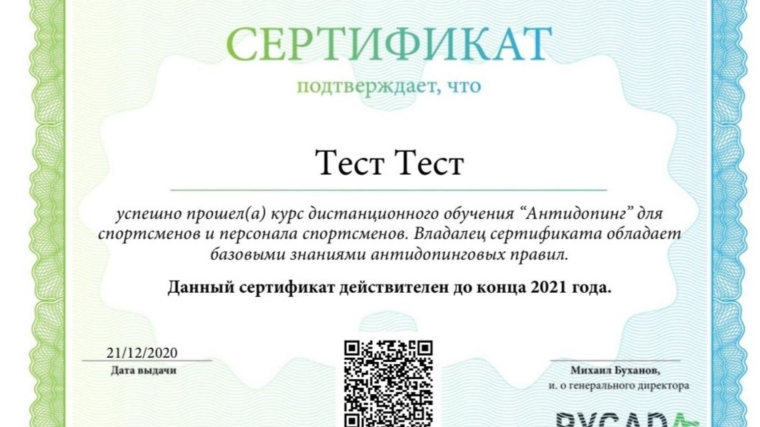 СЕРТИФИКАТ
подтверждает, что
Тест Тест
успешно прошел(а) курс дистанционного обучения “Антидопинг” для
спортсменов и персонала спортсменов. Владалец сертификата обладает
базовыми знаниями антидопинговых правил.
Данный сертификат действителен до конца 2021 года.
21/12/2020
Дата выдачи
Михаил Буханов,
и. о генерального директора
РУСАДА